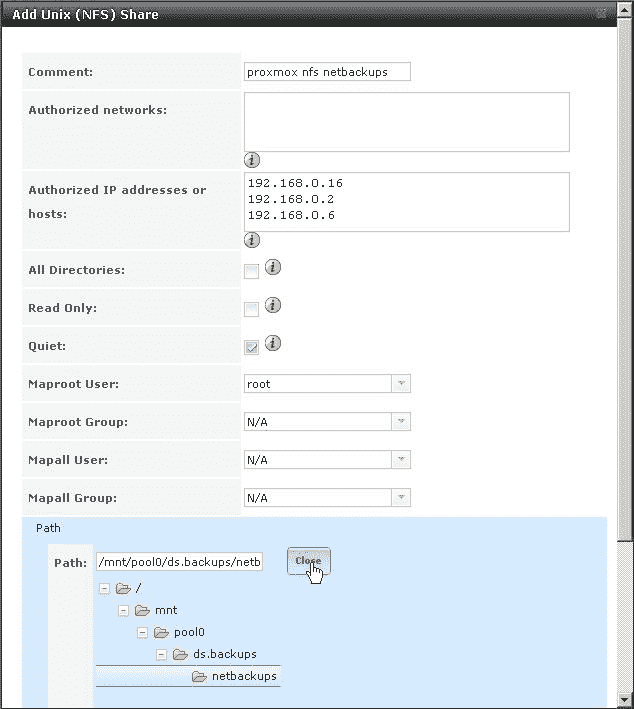 Add Unix (NFS) Share
Comment:
proxmox nfs netbackups
Authorized networks:
Authorized IP addresses or
hosts:
192.168.0.16
192.168.0.2
192.168.0.6
All Directories:
Read Only:
Quiet:
Maproot User:
root
Maproot Group:
N/A
Mapall User:
N/A
Mapall Group:
N/A
Path
Path:
/mnt/pool0/ds.backups/netb
Close
/
mnt
pool0
ds.backups
netbackups